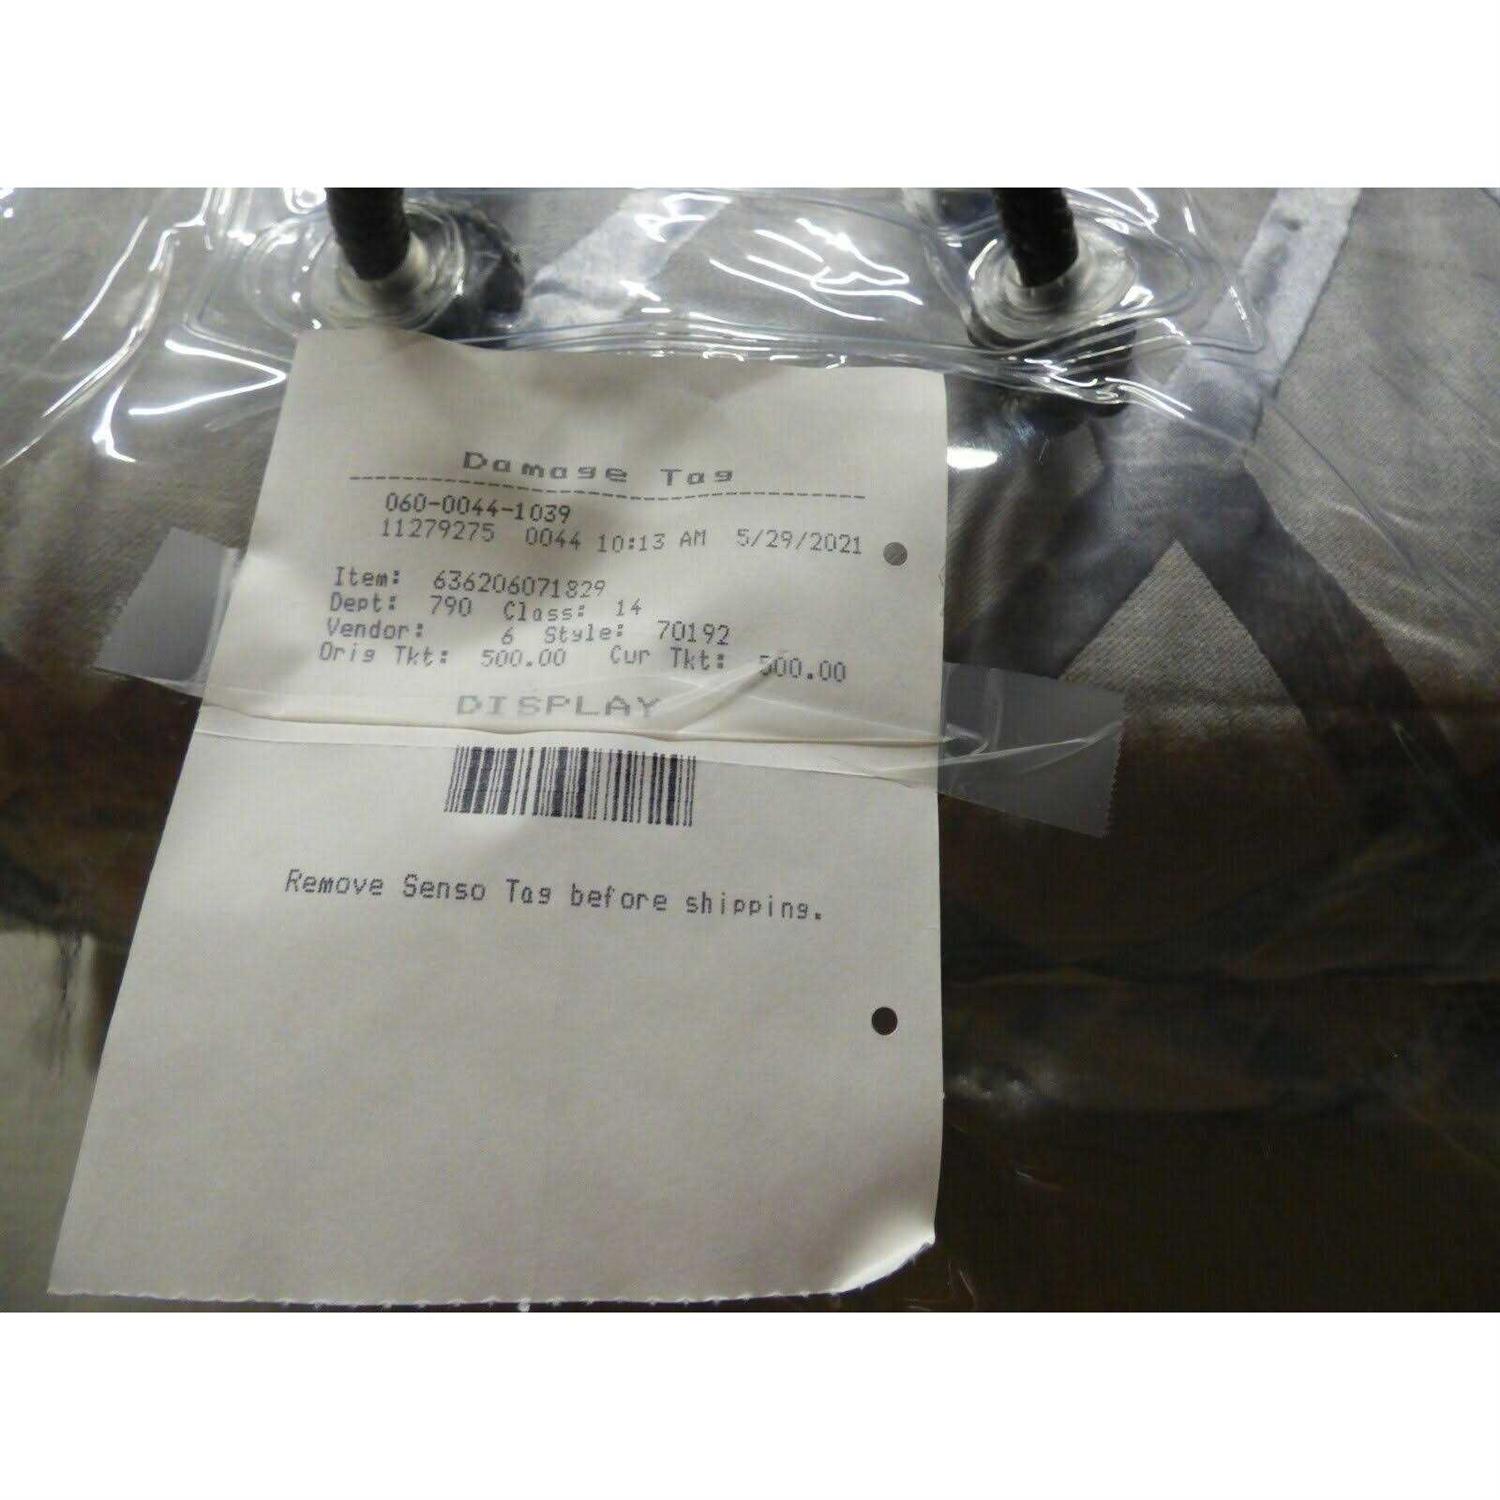 Damage Tag
060-0044-1039
11279275 0044 10:13 AM 5/29/2021
Item: 636206071829
Dept: 790 Class: 14
Vendor: 6 Style: 70192
Orig Tkt: 500.00 Cur Tkt: 500.00
DISPLAY
Remove Senso Tag before shipping.